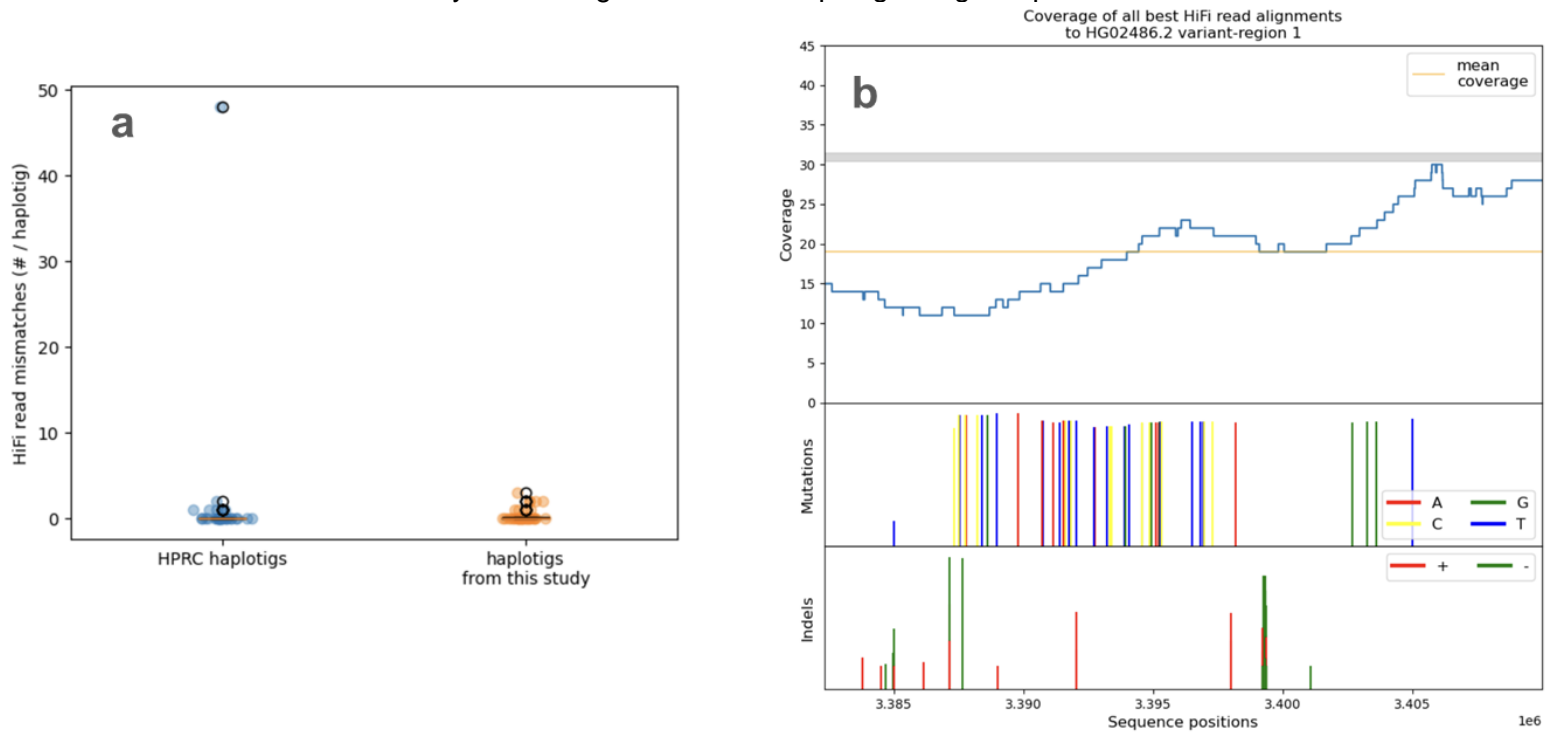 a
50
40
30
20
10
0
HiFi read mismatches (# / haplotig)
HPRC haplotigs
haplotigs
from this study
Coverage of all best HiFi read alignments
to HG02486.2 variant-region 1
b
mean
coverage
45
40
35
30
25
20
15
10
5
0
Coverage
Mutations
A
G
C
T
Indels
+
-
3.385
3.390
3.395
3.400
3.405
1e6
Sequence positions